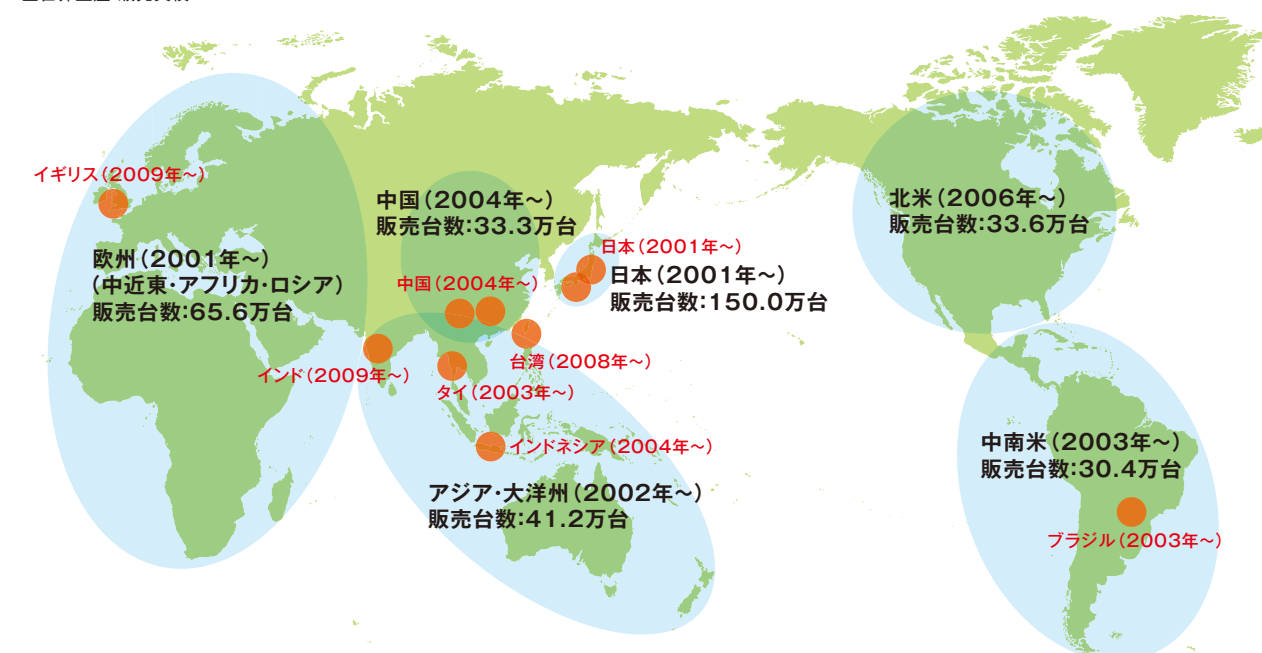 イギリス（2009年～）
中国（2004年～）
販売台数：33.3万台
北米（2006年～）
販売台数：33.6万台
欧州（2001年～）
（中近東・アフリカ・ロシア）
販売台数：65.6万台
中国（2004年～）
日本（2001年～）
日本（2001年～）
販売台数：150.0万台
インド（2009年～）
台湾（2008年～）
タイ（2003年～）
インドネシア（2004年～）
アジア・大洋州（2002年～）
販売台数：41.2万台
中南米（2003年～）
販売台数：30.4万台
ブラジル（2003年～）